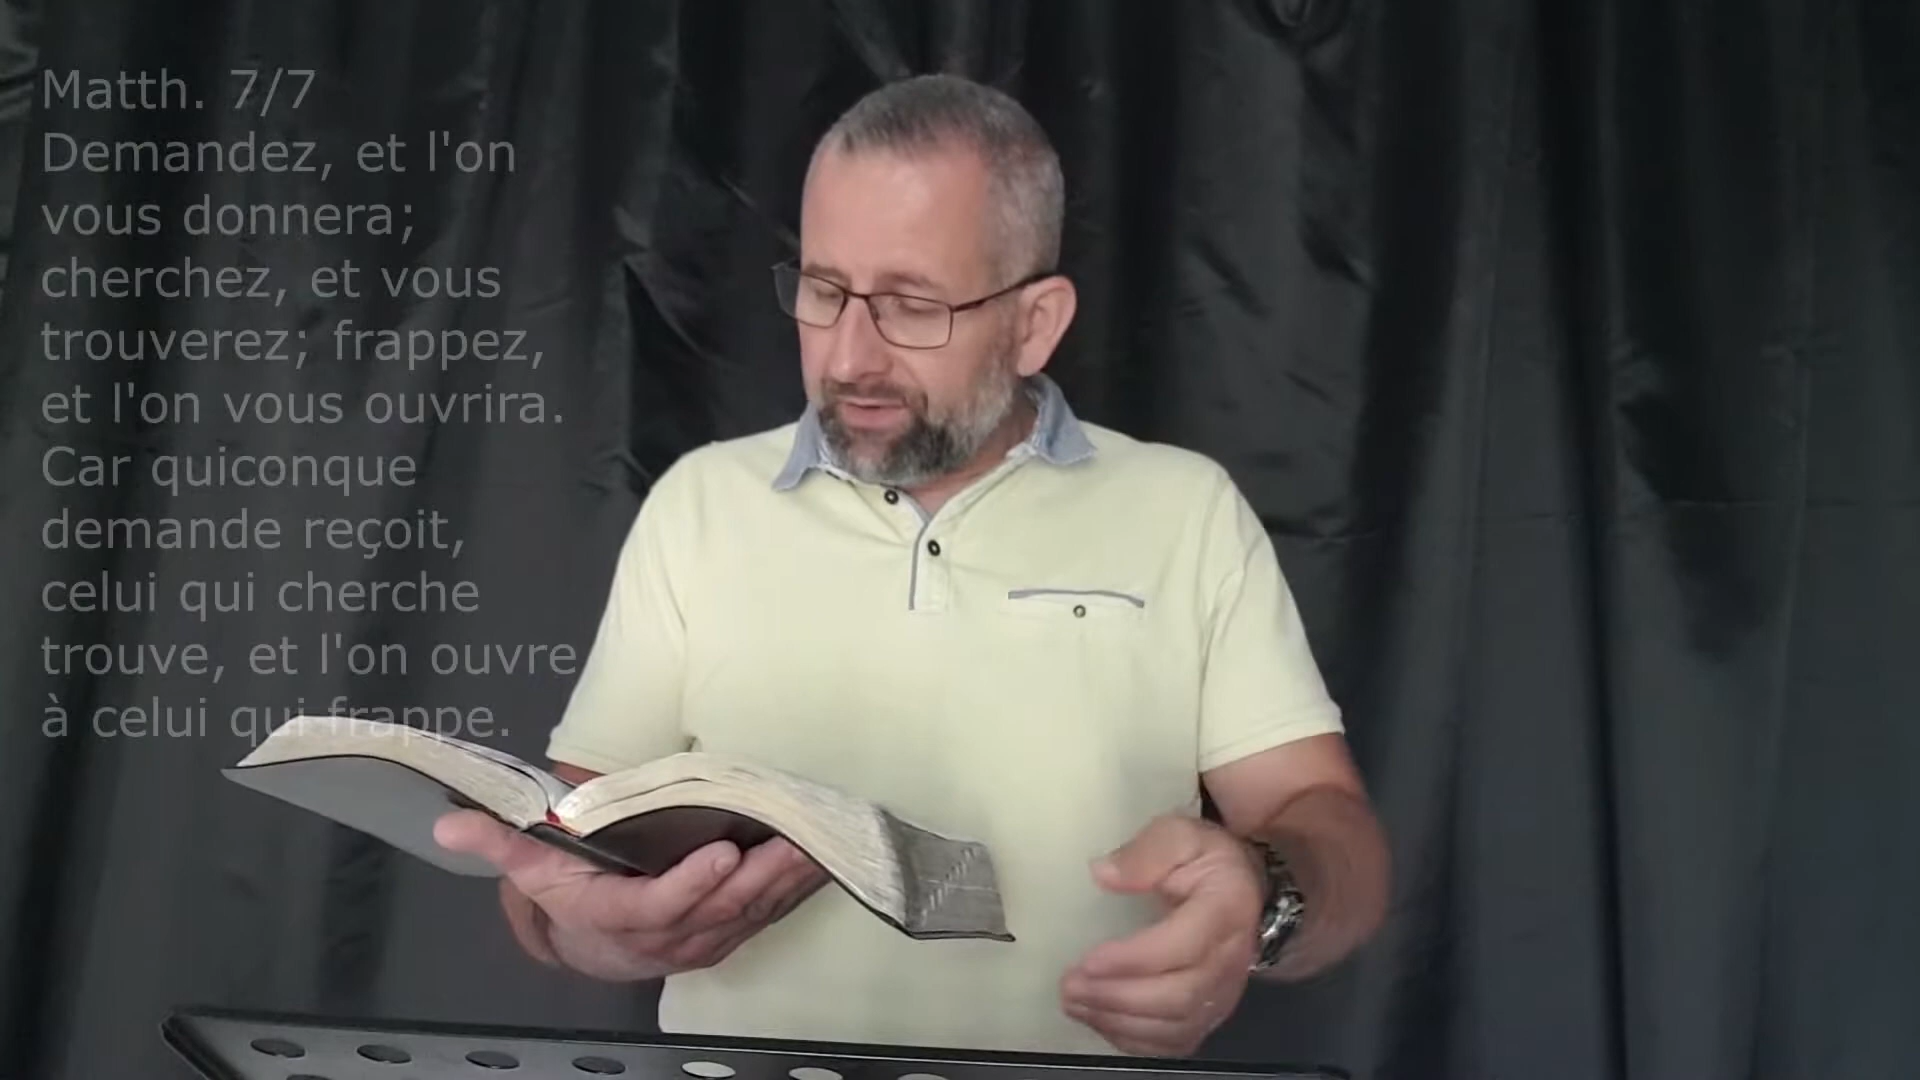 Matth. 7/7
Demandez, et l'on
vous donnera;
cherchez, et vous
trouverez; frappez,
et l'on vous ouvrira.
Car quiconque
demande reçoit,
celui qui cherche
trouve, et l'on ouvre
à celui qui frappe.